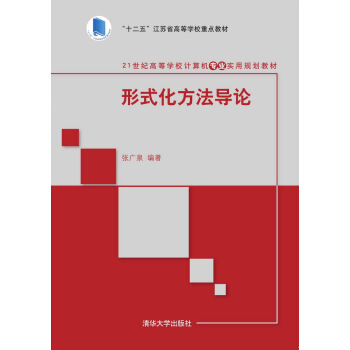 “十二五”江苏省高等学校重点教材
21世纪高等学校计算机专业实用规划教材
形式化方法导论
张广泉 编著
清华大学出版社